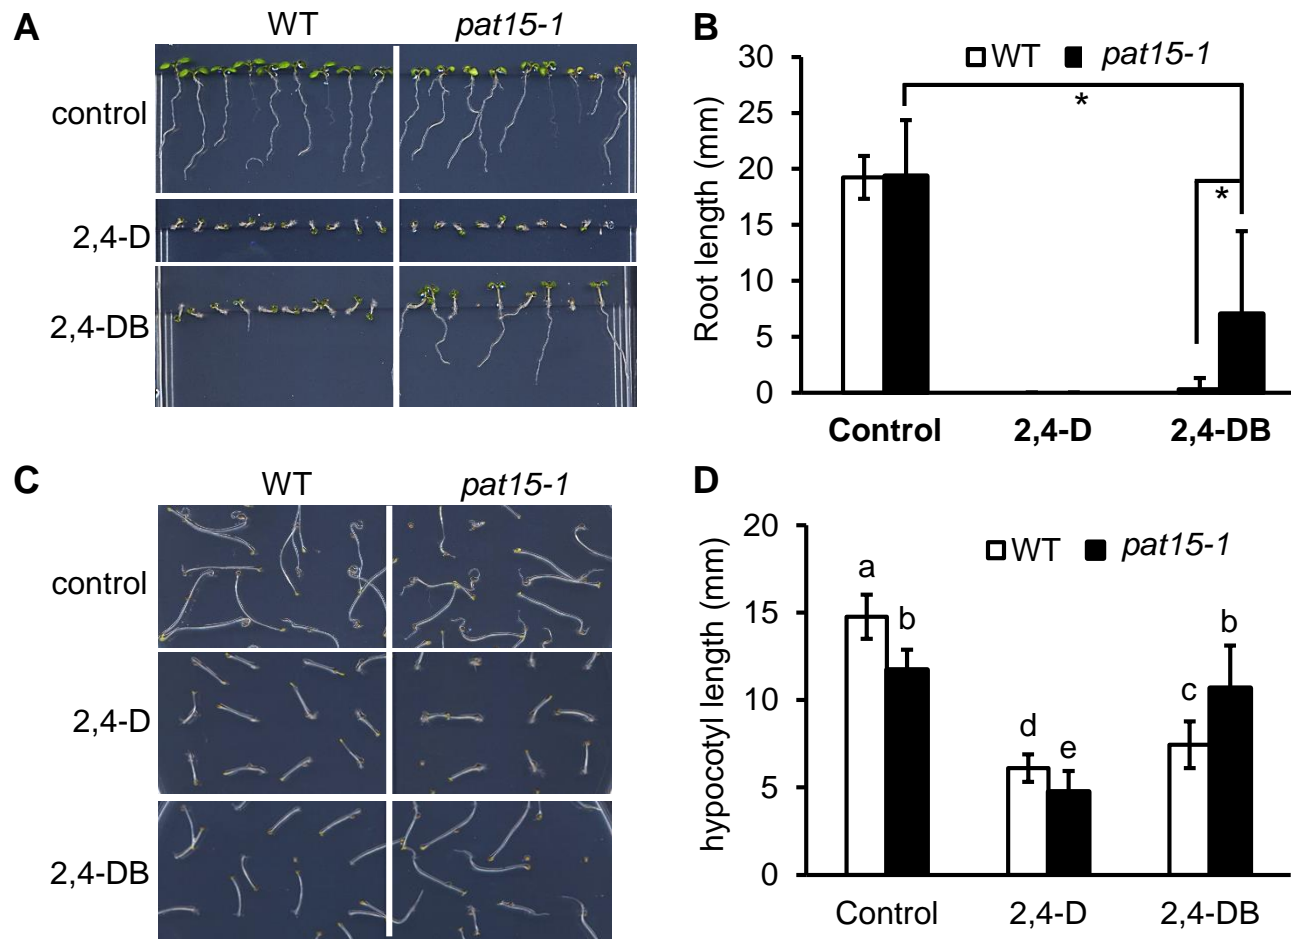 A
WT pat15-1
control
2,4-D
2,4-DB
B
WT pat15-1
Root length (mm)
30
25
20
15
10
5
0
*
*
Control 2,4-D 2,4-DB
C
WT pat15-1
control
2,4-D
2,4-DB
D
WT pat15-1
hypocotyl length (mm)
20
15
10
5
0
a b d e c b
Control 2,4-D 2,4-DB